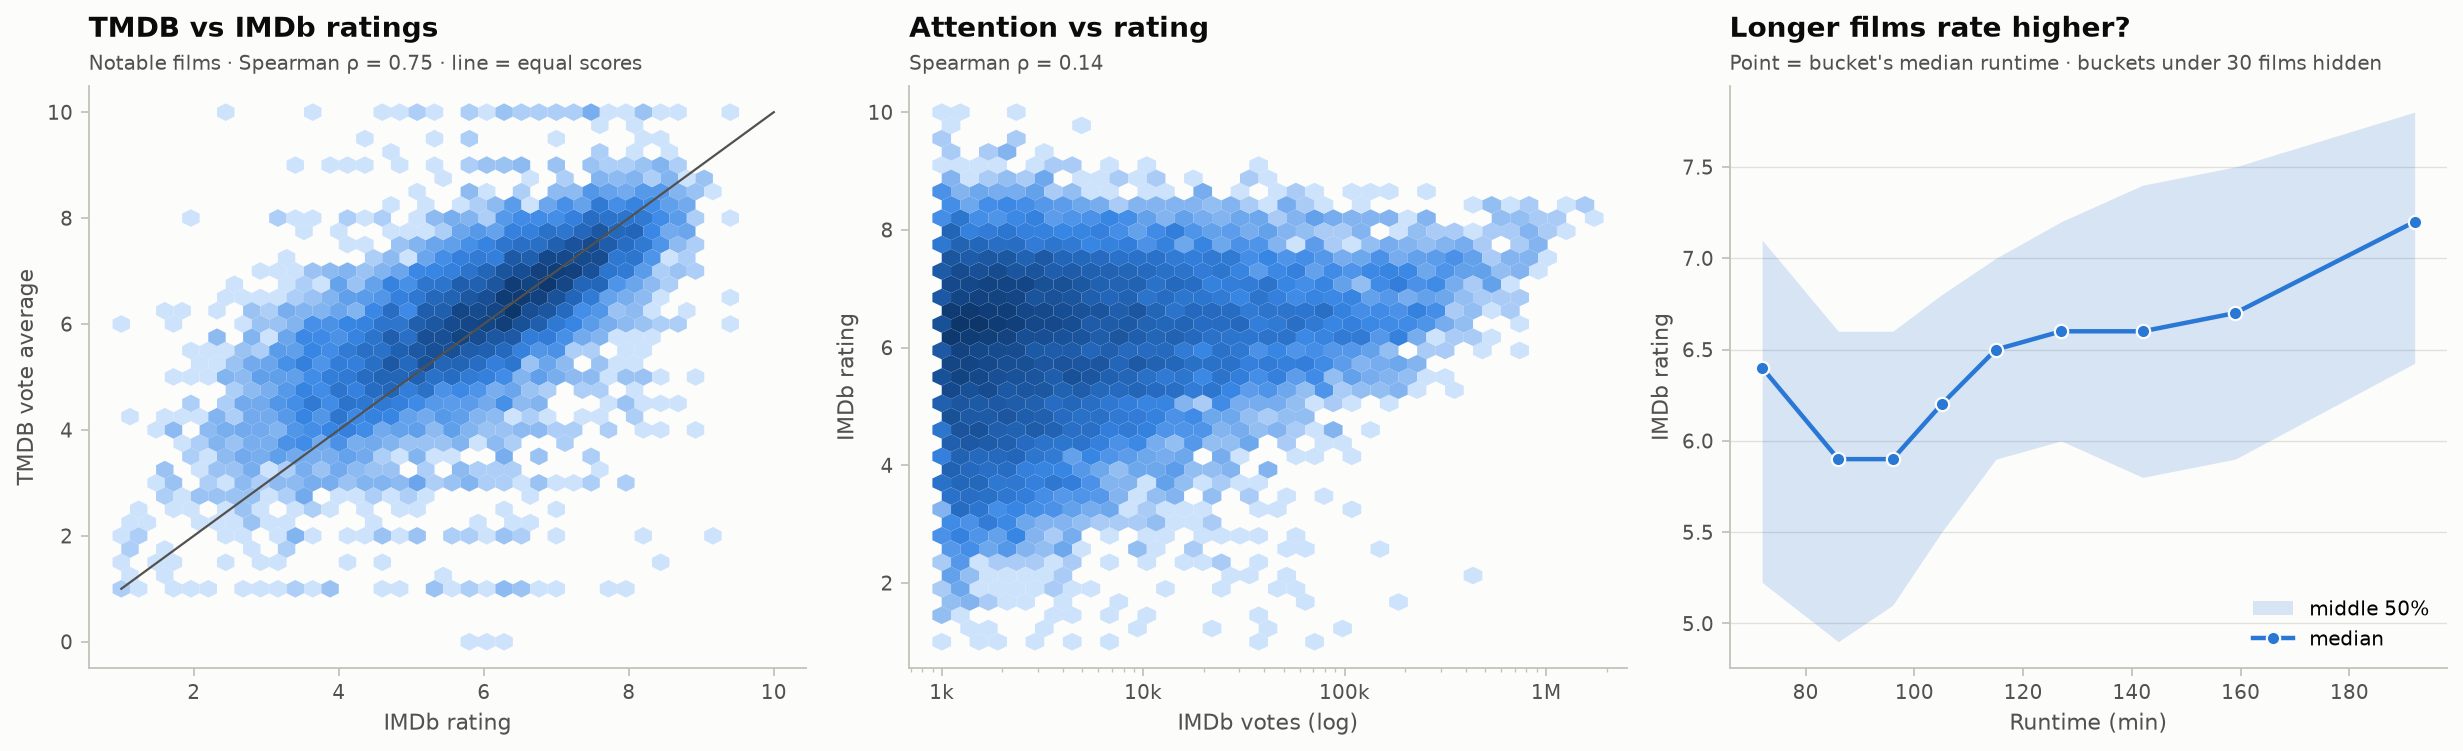 TMDB vs IMDb ratings
Notable films · Spearman ρ = 0.75 · line = equal scores
10
8
6
4
2
0
TMDB vote average
2
4
6
8
10
IMDb rating
Attention vs rating
Spearman ρ = 0.14
10
8
6
4
2
IMDb rating
1k
10k
100k
1M
IMDb votes (log)
Longer films rate higher?
Point = bucket's median runtime · buckets under 30 films hidden
7.5
7.0
6.5
6.0
5.5
5.0
IMDb rating
middle 50%
median
80
100
120
140
160
180
Runtime (min)